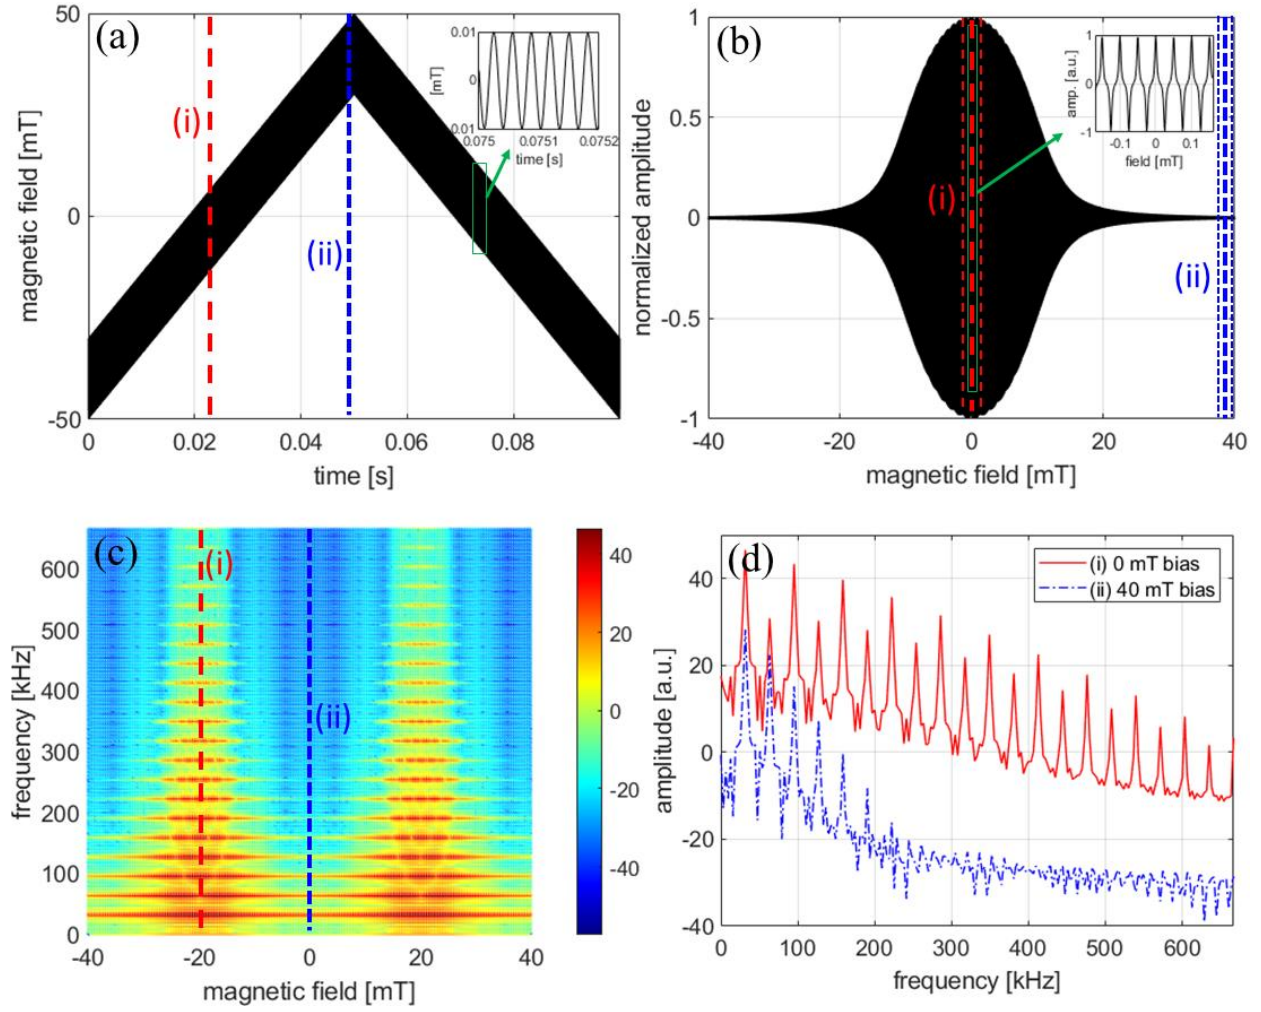 (a)
50
0
-50
magnetic field [mT]
0
0.02
0.04
0.06
0.08
time [s]
(i)
(ii)
0.01
0
0.01
[mT]
0.075
0.0751
0.0752
time [s]
(b)
1
0.5
0
-0.5
-1
normalized amplitude
-40
-20
0
20
40
magnetic field [mT]
(i)
(ii)
1
0
-1
amp. [a.u.]
-0.1
0
0.1
field [mT]
(c)
600
500
400
300
200
100
0
frequency [kHz]
-40
-20
0
20
40
magnetic field [mT]
(i)
(ii)
40
20
0
-20
-40
(d)
40
20
0
-20
-40
amplitude [a.u.]
0
100
200
300
400
500
600
frequency [kHz]
(i) 0 mT bias
(ii) 40 mT bias